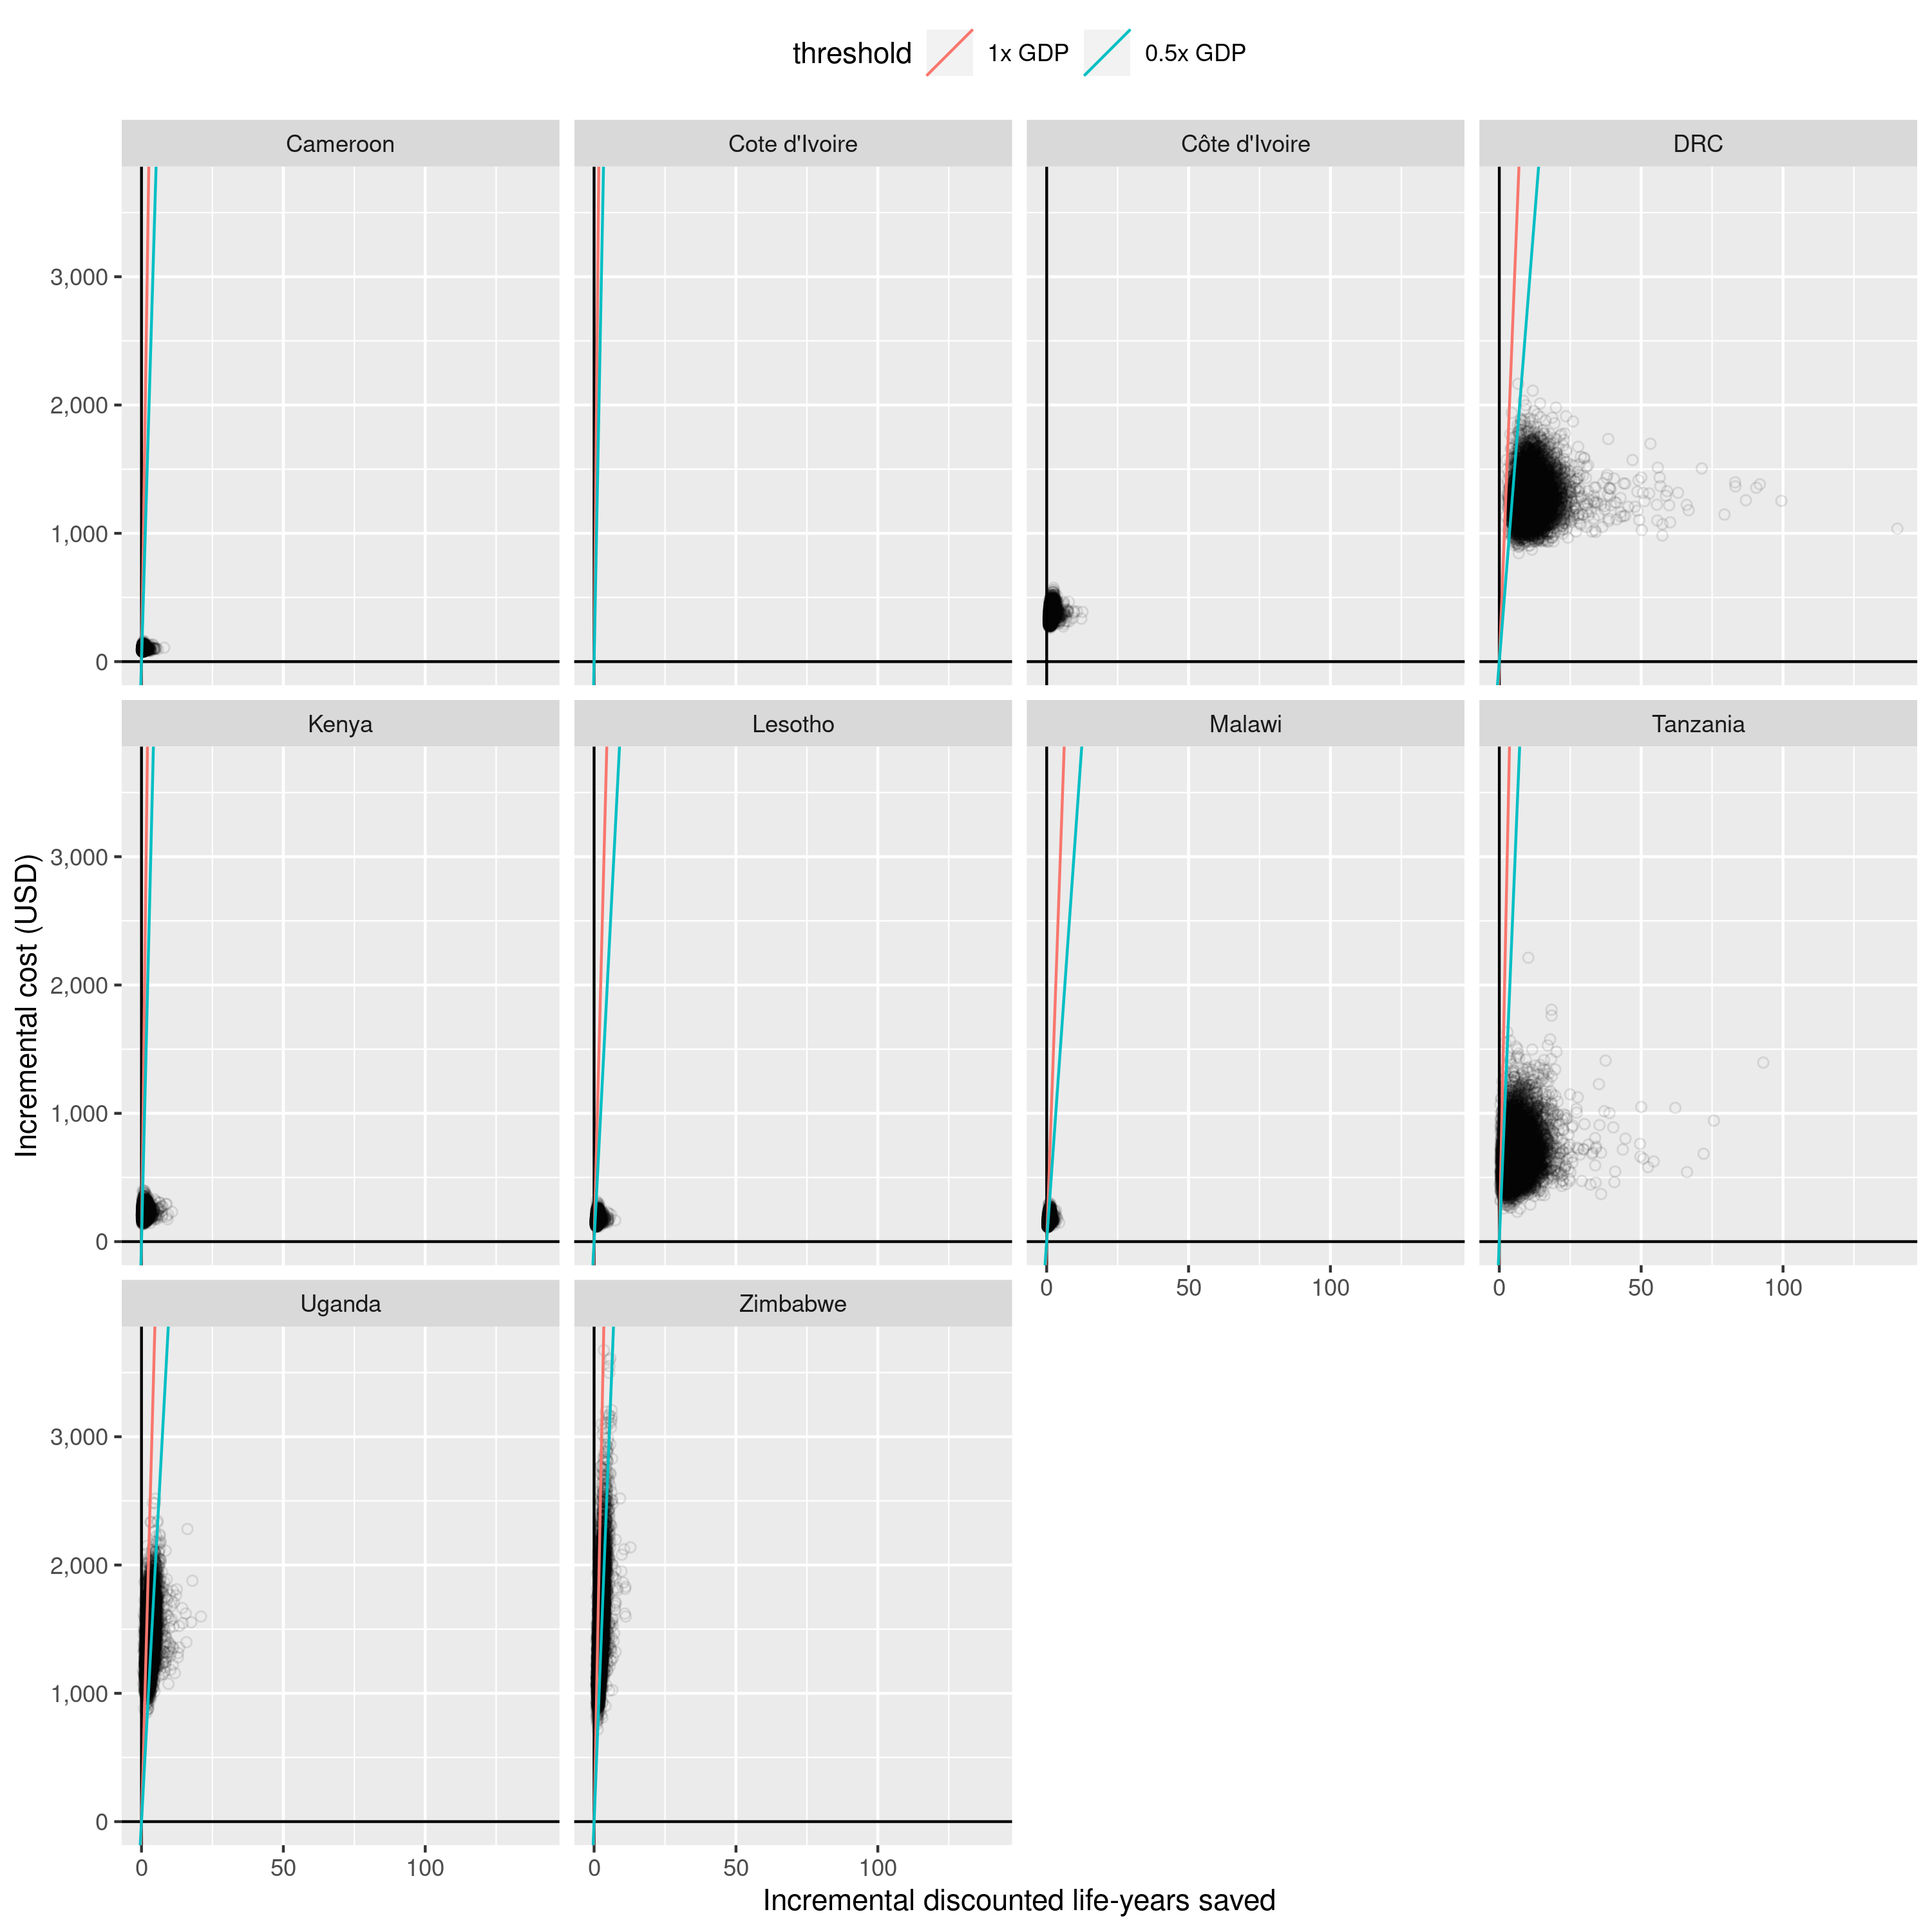 threshold 1x GDP 0.5x GDP
Cameroon Cote d'Ivoire Côte d'Ivoire DRC
3,000
2,000
1,000
0
Kenya Lesotho Malawi Tanzania
3,000
2,000
1,000
0
0 50 100 0 50 100
Uganda Zimbabwe
3,000
2,000
1,000
0
0 50 100 0 50 100
Incremental cost (USD)
Incremental discounted life-years saved